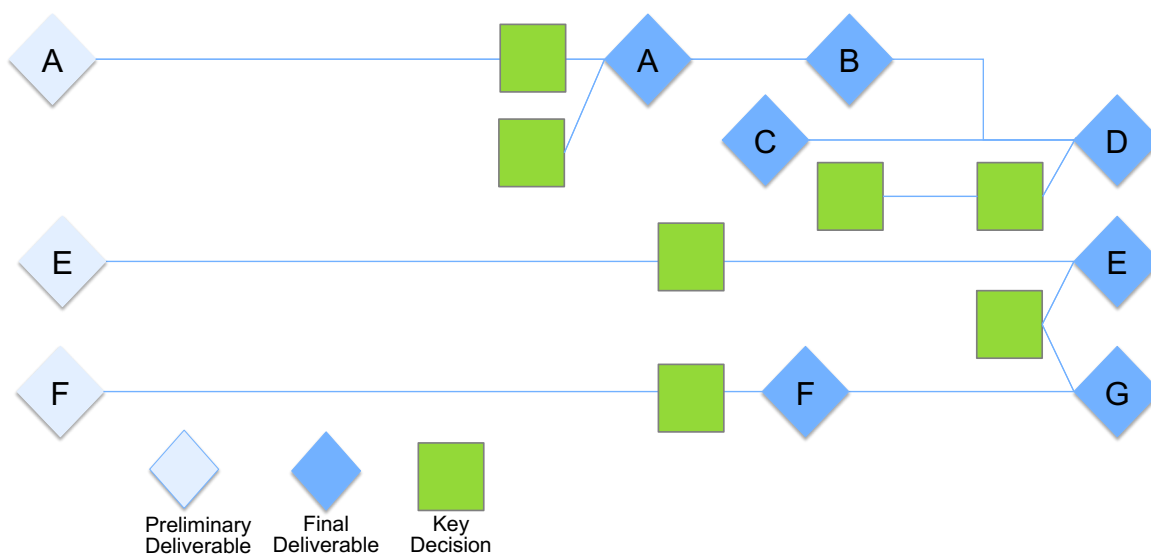 A
A
B
C
D
E
E
F
F
G
Preliminary
Deliverable
Final
Deliverable
Key
Decision